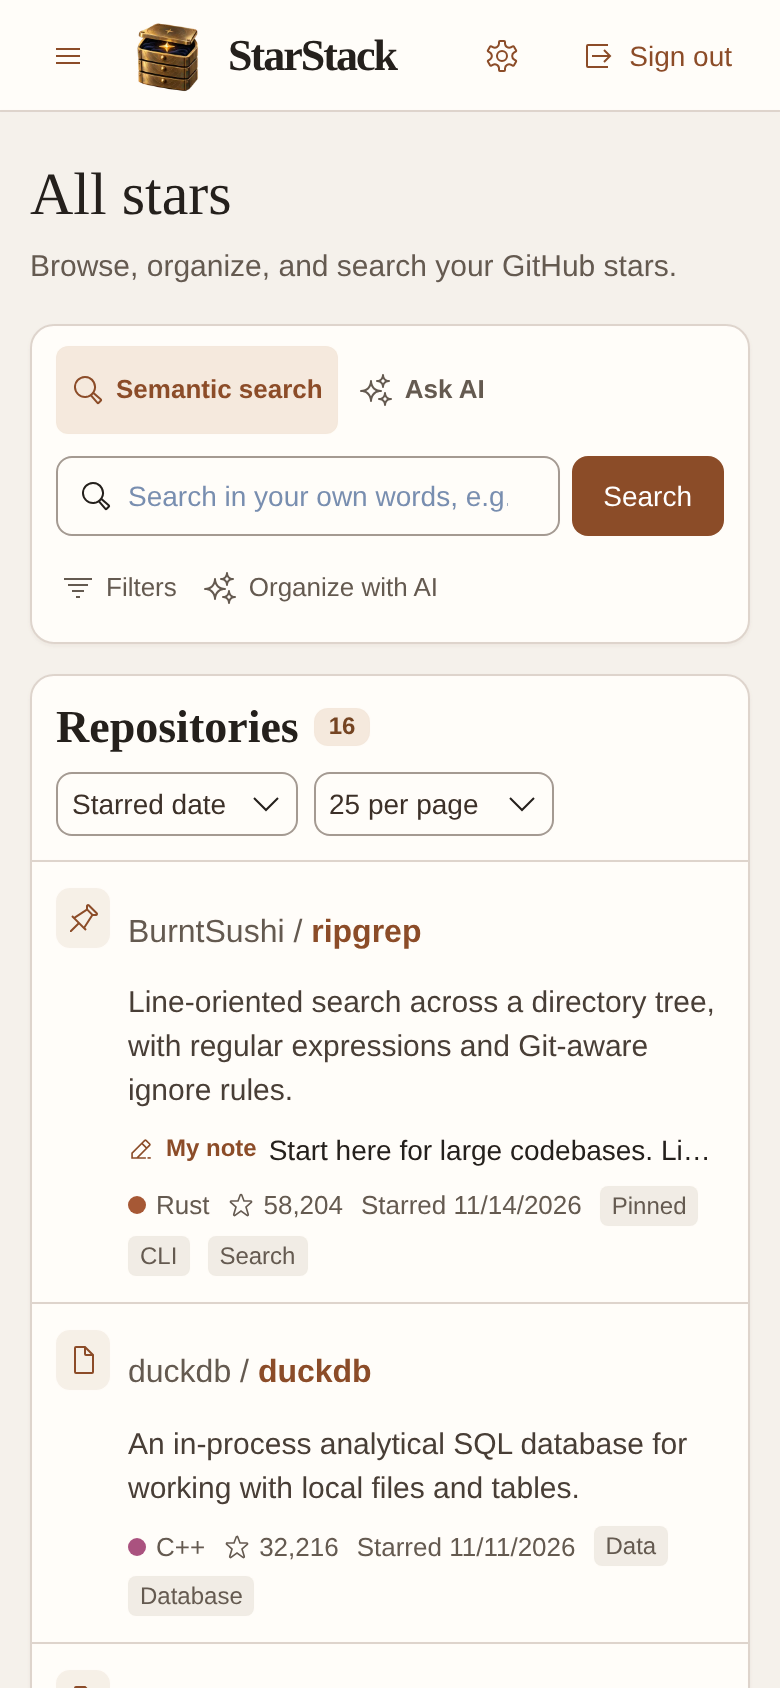 StarStack
Sign out
All stars
Browse, organize, and search your GitHub stars.
Semantic search
Ask AI
Search in your own words, e.g.
Search
Filters
Organize with AI
Repositories 16
Starred date
25 per page
BurntSushi / ripgrep
Line-oriented search across a directory tree,
with regular expressions and Git-aware
ignore rules.
My note Start here for large codebases. Li…
Rust 58,204 Starred 11/14/2026 Pinned
CLI Search
duckdb / duckdb
An in-process analytical SQL database for
working with local files and tables.
C++ 32,216 Starred 11/11/2026 Data
Database